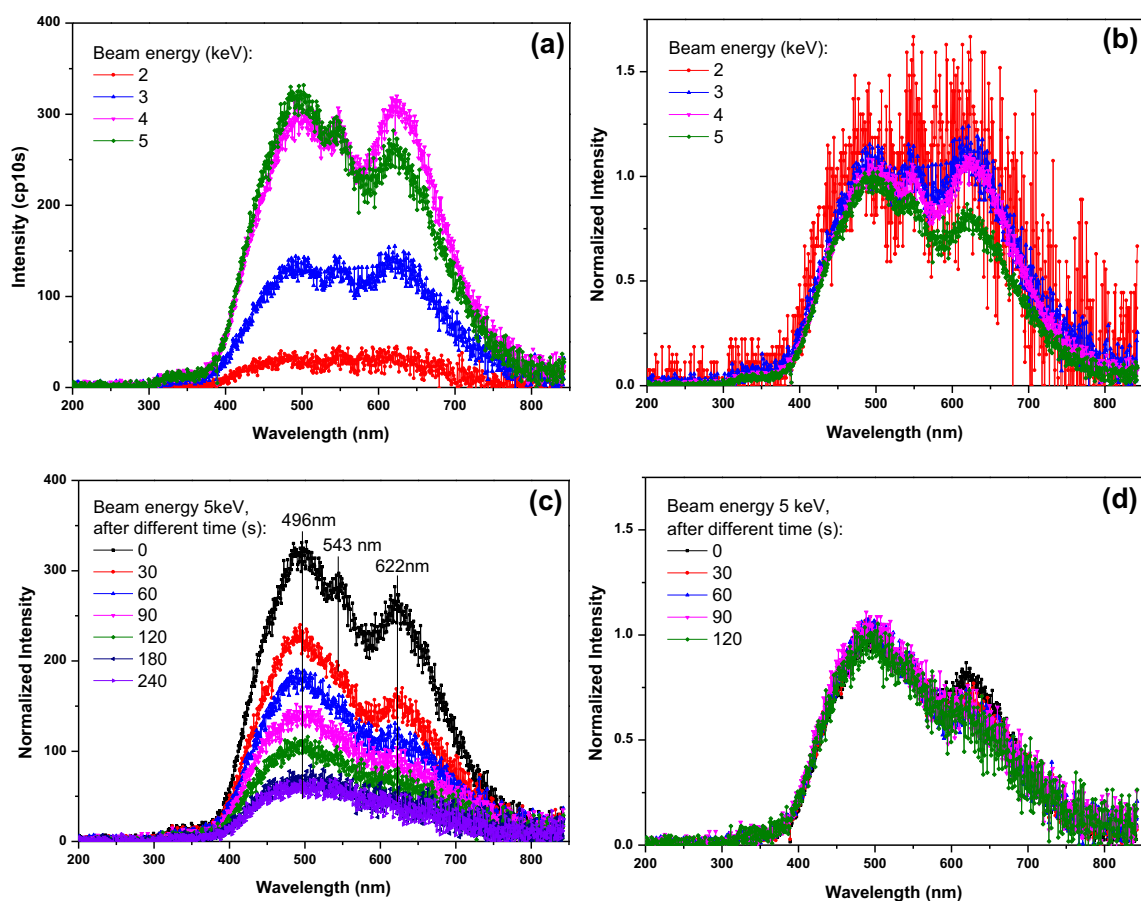 (a)
Beam energy (keV):
2
3
4
5
Intensity (cp10s)
400
300
200
100
0
200 300 400 500 600 700 800
Wavelength (nm)
(b)
Beam energy (keV):
2
3
4
5
Normalized Intensity
1.5
1.0
0.5
0.0
200 300 400 500 600 700 800
Wavelength (nm)
(c)
Beam energy 5keV,
after different time (s):
0
30
60
90
120
180
240
496nm
543 nm
622nm
Normalized Intensity
400
300
200
100
0
200 300 400 500 600 700 800
Wavelength (nm)
(d)
Beam energy 5 keV,
after different time (s):
0
30
60
90
120
Normalized Intensity
1.5
1.0
0.5
0.0
200 300 400 500 600 700 800
Wavelength (nm)